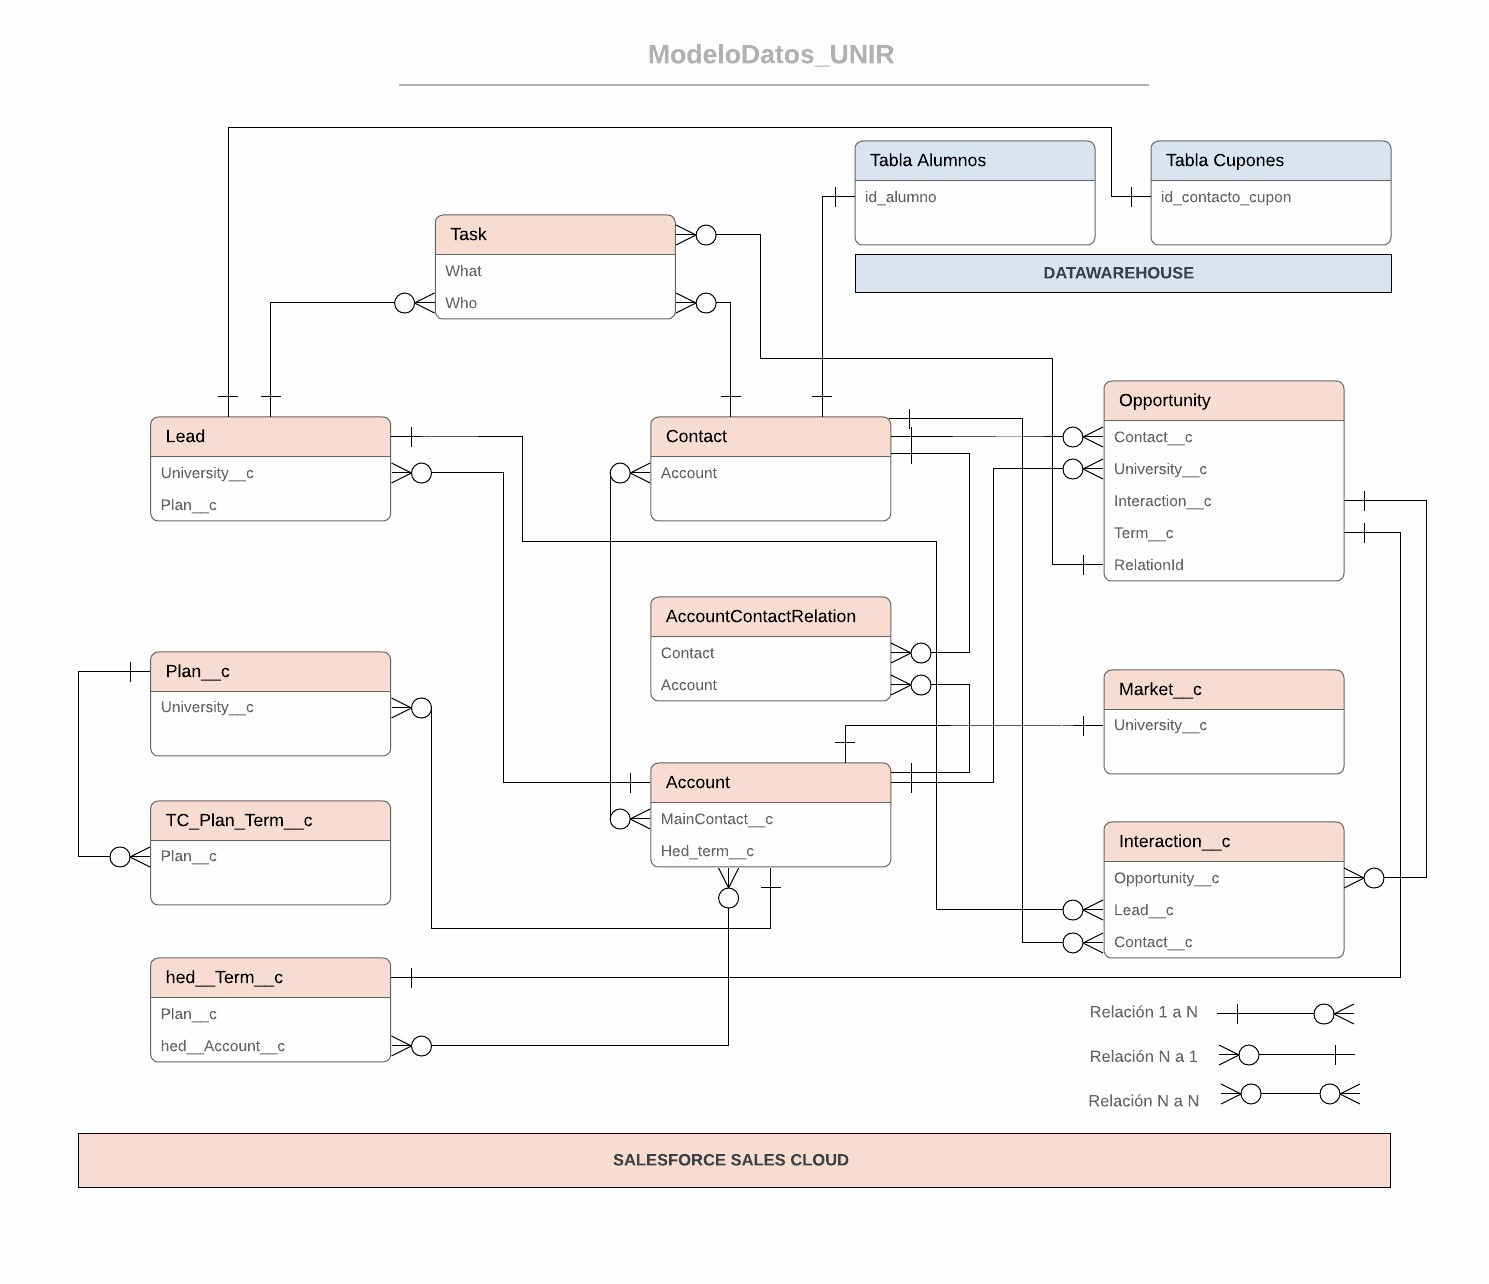 ModeloDatos_UNIR
Tabla Alumnos
id_alumno
Tabla Cupones
id_contacto_cupon
DATAWAREHOUSE
Task
What
Who
Lead
University__c
Plan__c
Contact
Account
Opportunity
Contact__c
University__c
Interaction__c
Term__c
RelationId
AccountContactRelation
Contact
Account
Plan__c
University__c
Market__c
University__c
Account
MainContact__c
Hed_term__c
TC_Plan_Term__c
Plan__c
Interaction__c
Opportunity__c
Lead__c
Contact__c
hed__Term__c
Plan__c
hed__Account__c
Relación 1 a N
Relación N a 1
Relación N a N
SALESFORCE SALES CLOUD